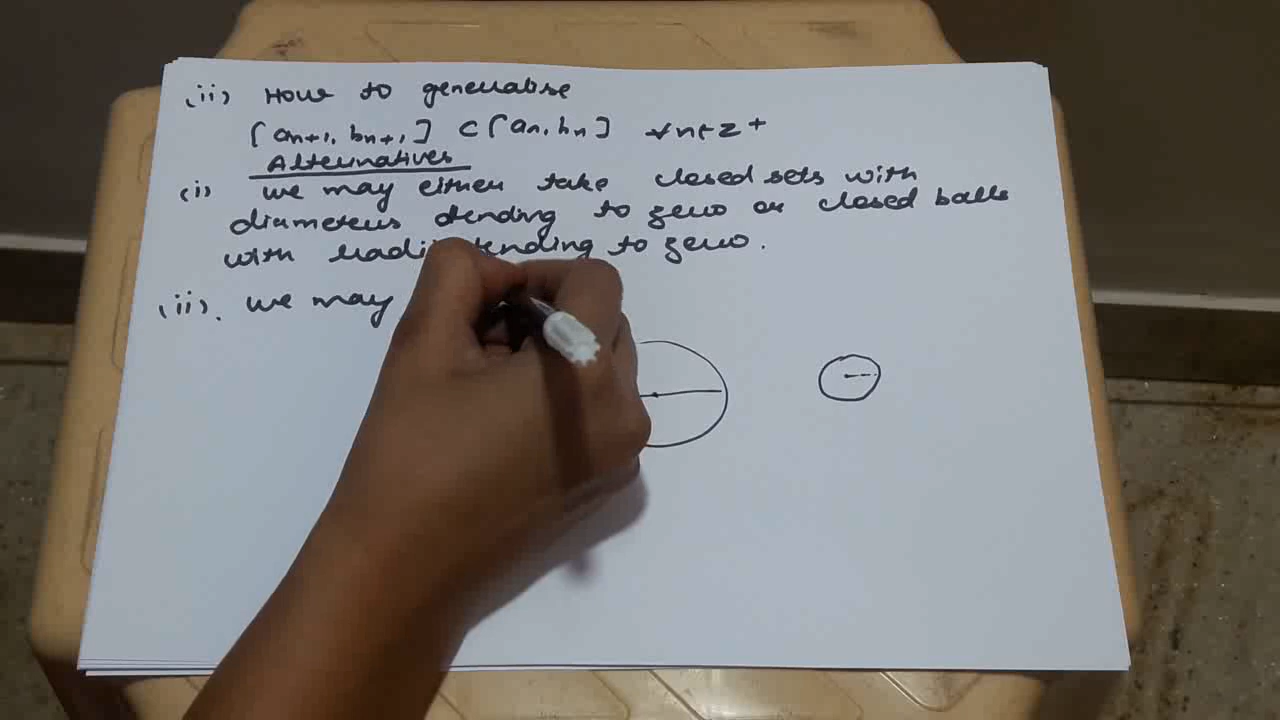 (ii) How to generalise
[an+1, bn+1] ⊂ [an, bn] ∀n∈Z+
Alternatives
(i) we may either take closed sets with
diameters tending to zero or closed balls
with radii tending to zero.
(ii). we may